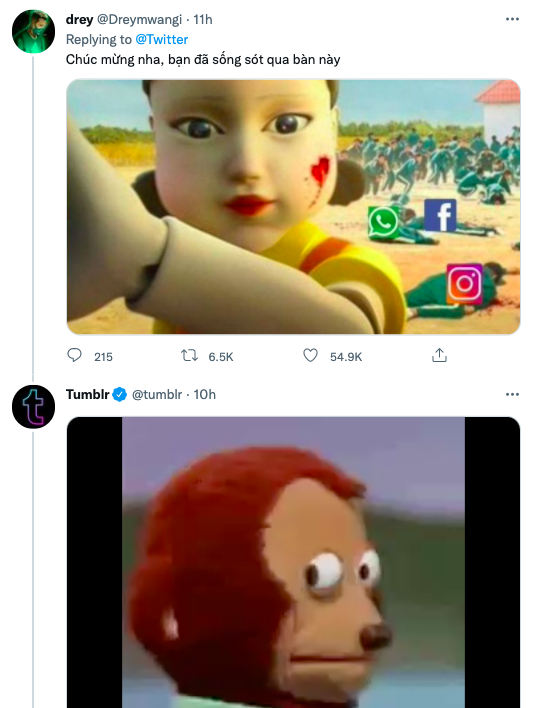 drey @Dreymwangi · 11h
Replying to @Twitter
Chúc mừng nha, bạn đã sống sót qua bàn này
215 6.5K 54.9K
Tumblr @tumblr · 10h